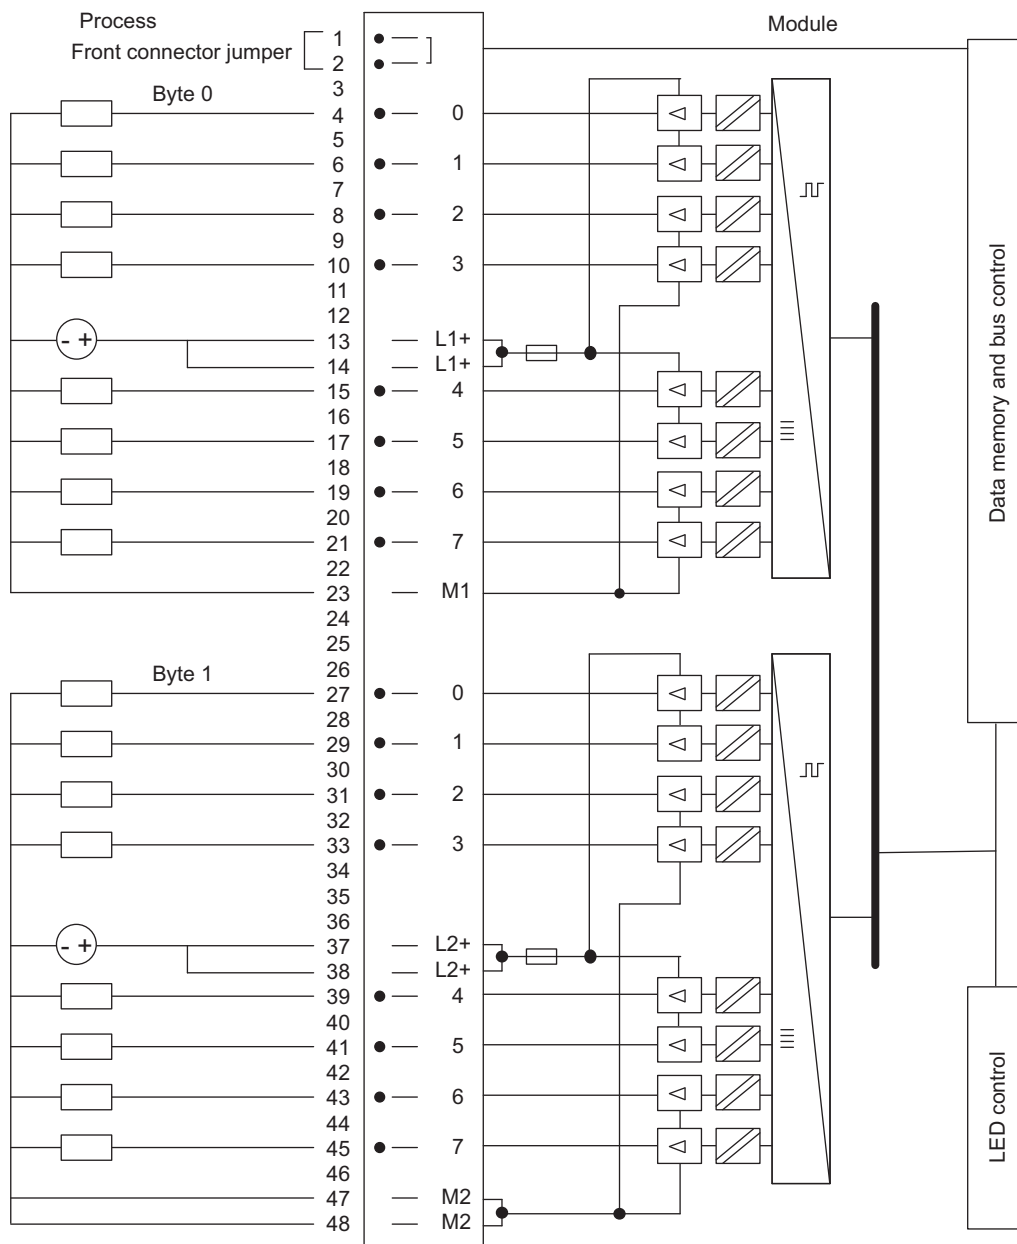 Process
Module
Front connector jumper
1
2
3
Byte 0
4 0
5
6 1
7
8 2
9
10 3
11
12
- + 13 L1+
14 L1+
15 4
16
17 5
18
19 6
20
21 7
22
23 M1
24
25
26
Byte 1
27 0
28
29 1
30
31 2
32
33 3
34
35
36
- + 37 L2+
38 L2+
39 4
40
41 5
42
43 6
44
45 7
46
47 M2
48 M2
Data memory and bus control
LED control